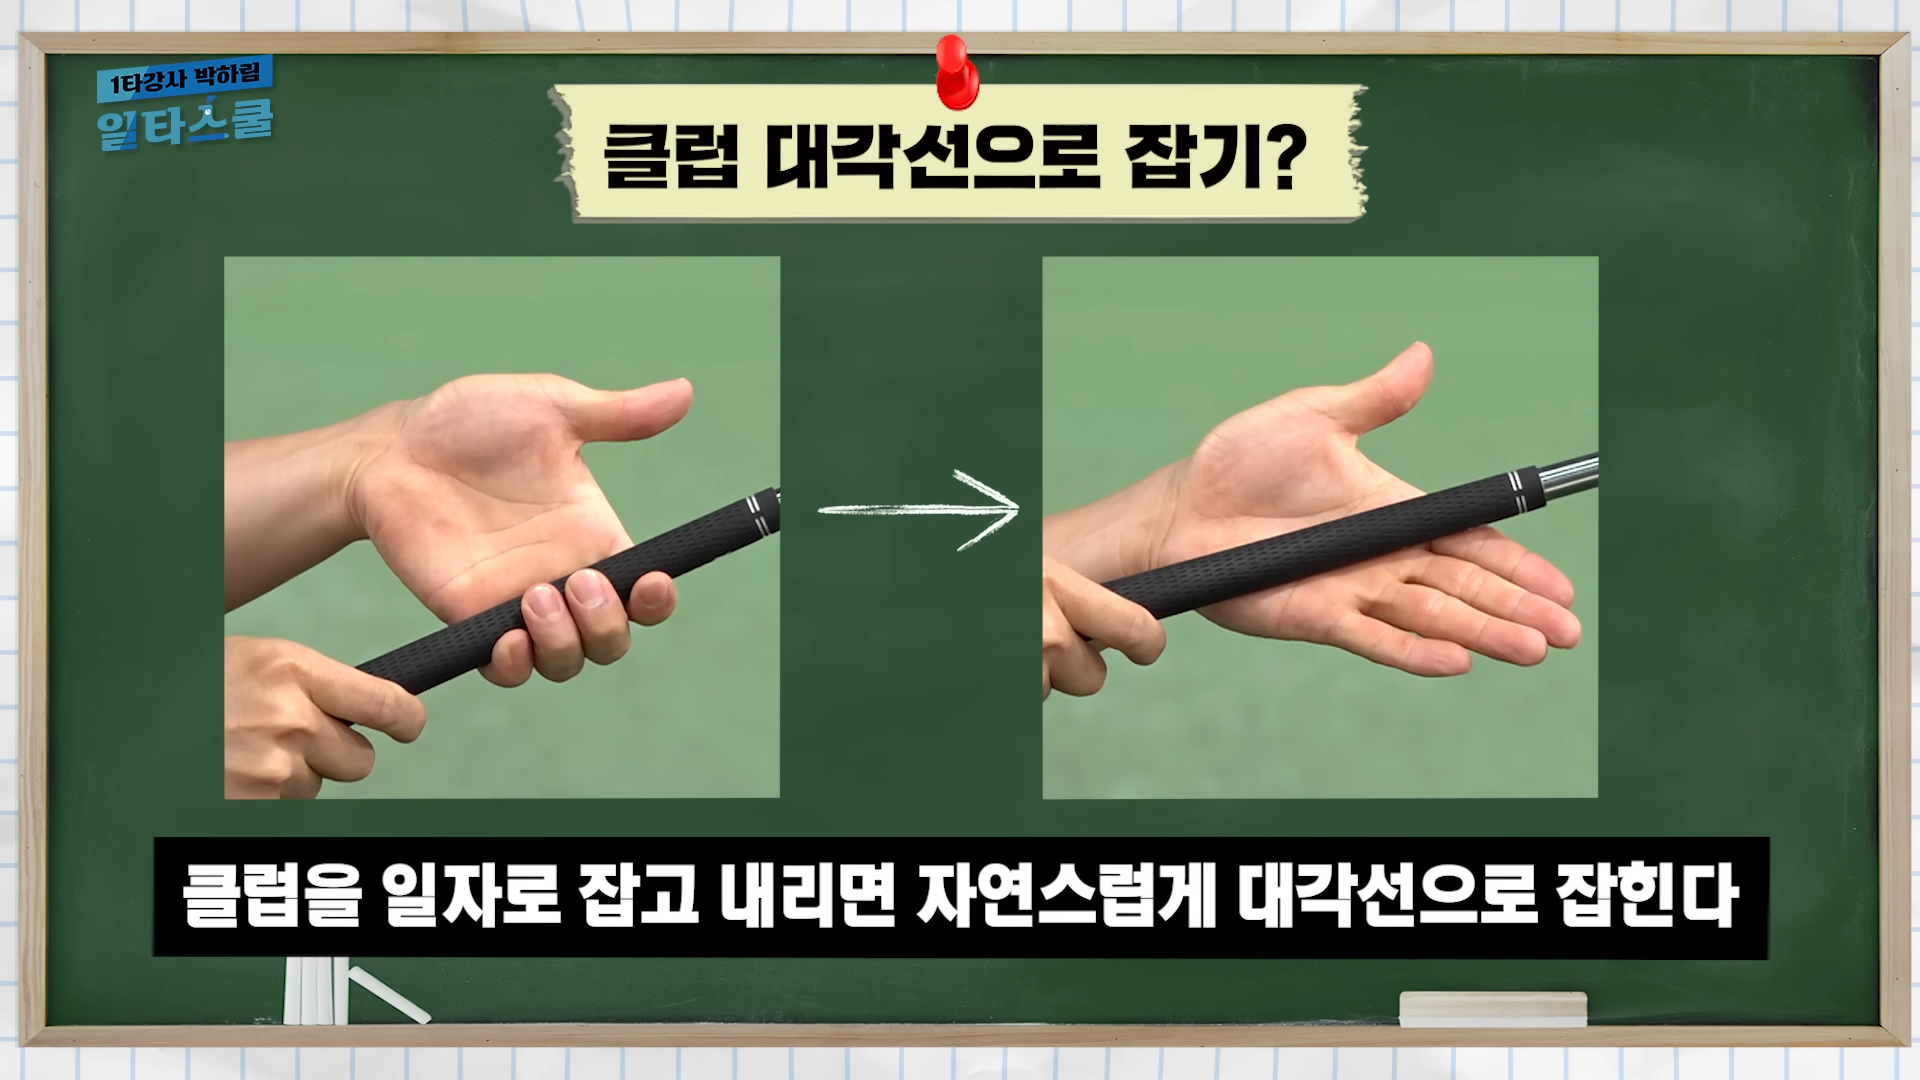 1타강사 박하림
일타스쿨
클럽 대각선으로 잡기?
클럽을 일자로 잡고 내리면 자연스럽게 대각선으로 잡힌다